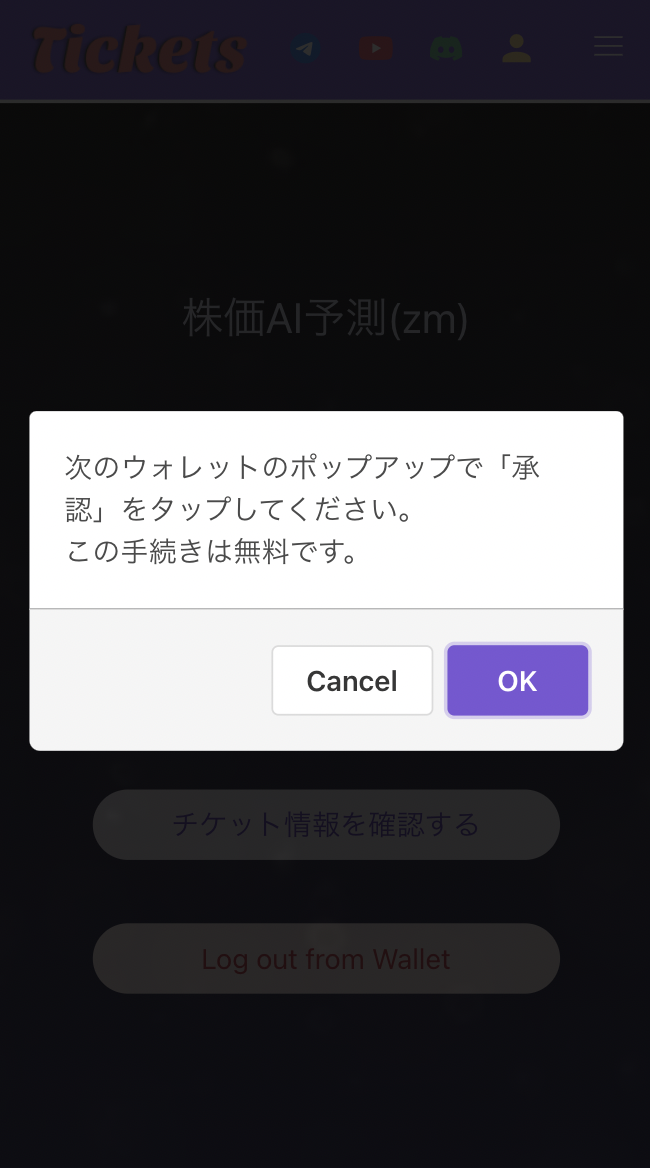 Tickets
株価AI予測(zm)
次のウォレットのポップアップで「承
認」をタップしてください。
この手続きは無料です。
Cancel
OK
チケット情報を確認する
Log out from Wallet